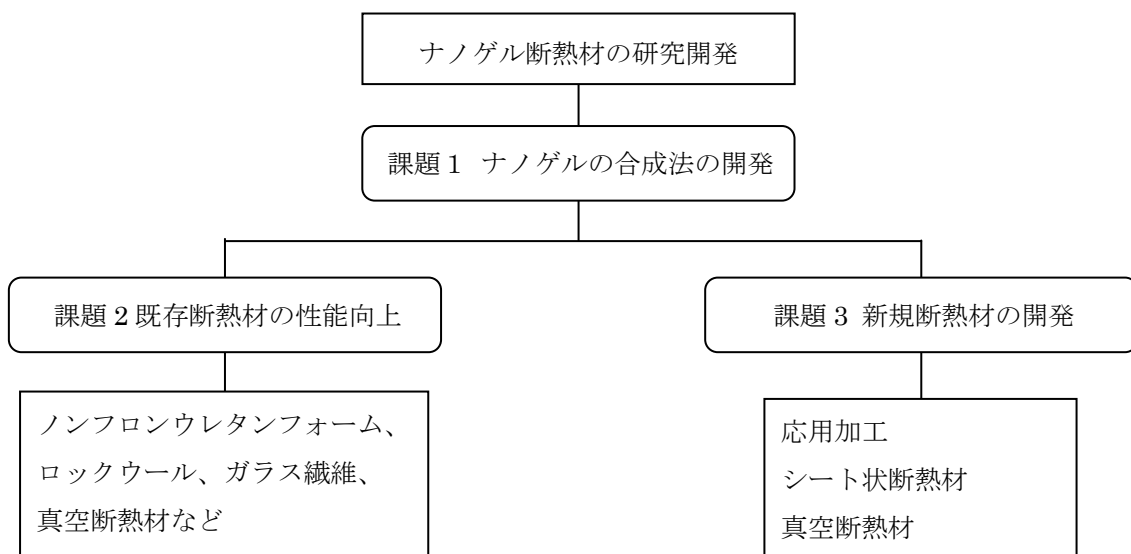 ナノゲル断熱材の研究開発
課題1 ナノゲルの合成法の開発
課題2既存断熱材の性能向上
課題3 新規断熱材の開発
ノンフロンウレタンフォーム、
ロックウール、ガラス繊維、
真空断熱材など
応用加工
シート状断熱材
真空断熱材